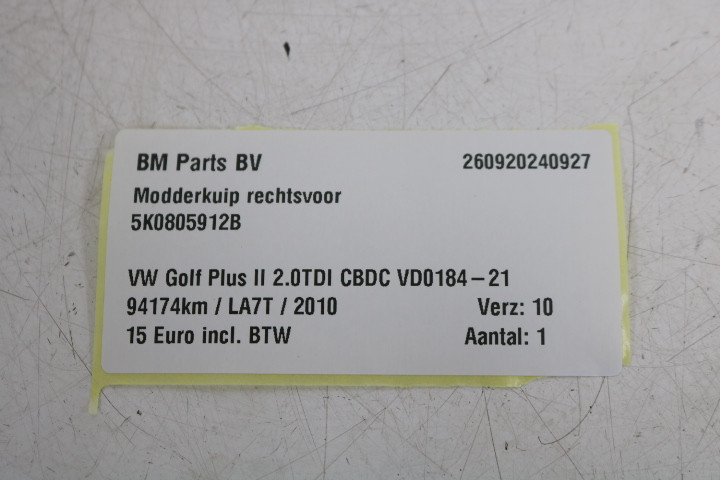 BM Parts BV 260920240927
Modderkuip rechtsvoor
5K0805912B
VW Golf Plus II 2.0TDI CBDC VD0184-21
94174km / LA7T / 2010 Verz: 10
15 Euro incl. BTW Aantal: 1